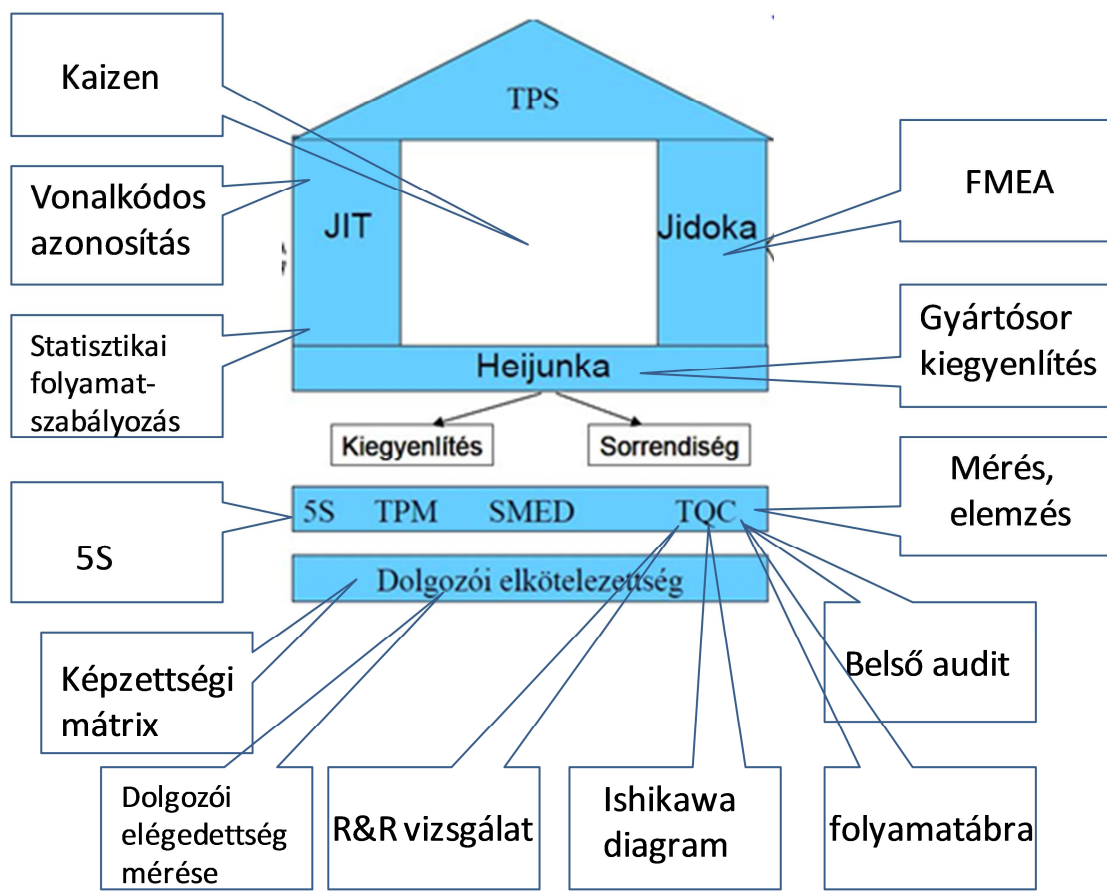 Kaizen
TPS
Vonalkódos
azonosítás
JIT
Jidoka
FMEA
Statisztikai
folyamat-
szabályozás
Heijunka
Gyártósor
kiegyenlítés
Kiegyenlítés
Sorrendiség
5S
5S TPM SMED TQC
Mérés,
elemzés
Dolgozói elkötelezettség
Képzettségi
mátrix
Belső audit
Dolgozói
elégedettség
mérése
R&R vizsgálat
Ishikawa
diagram
folyamatábra